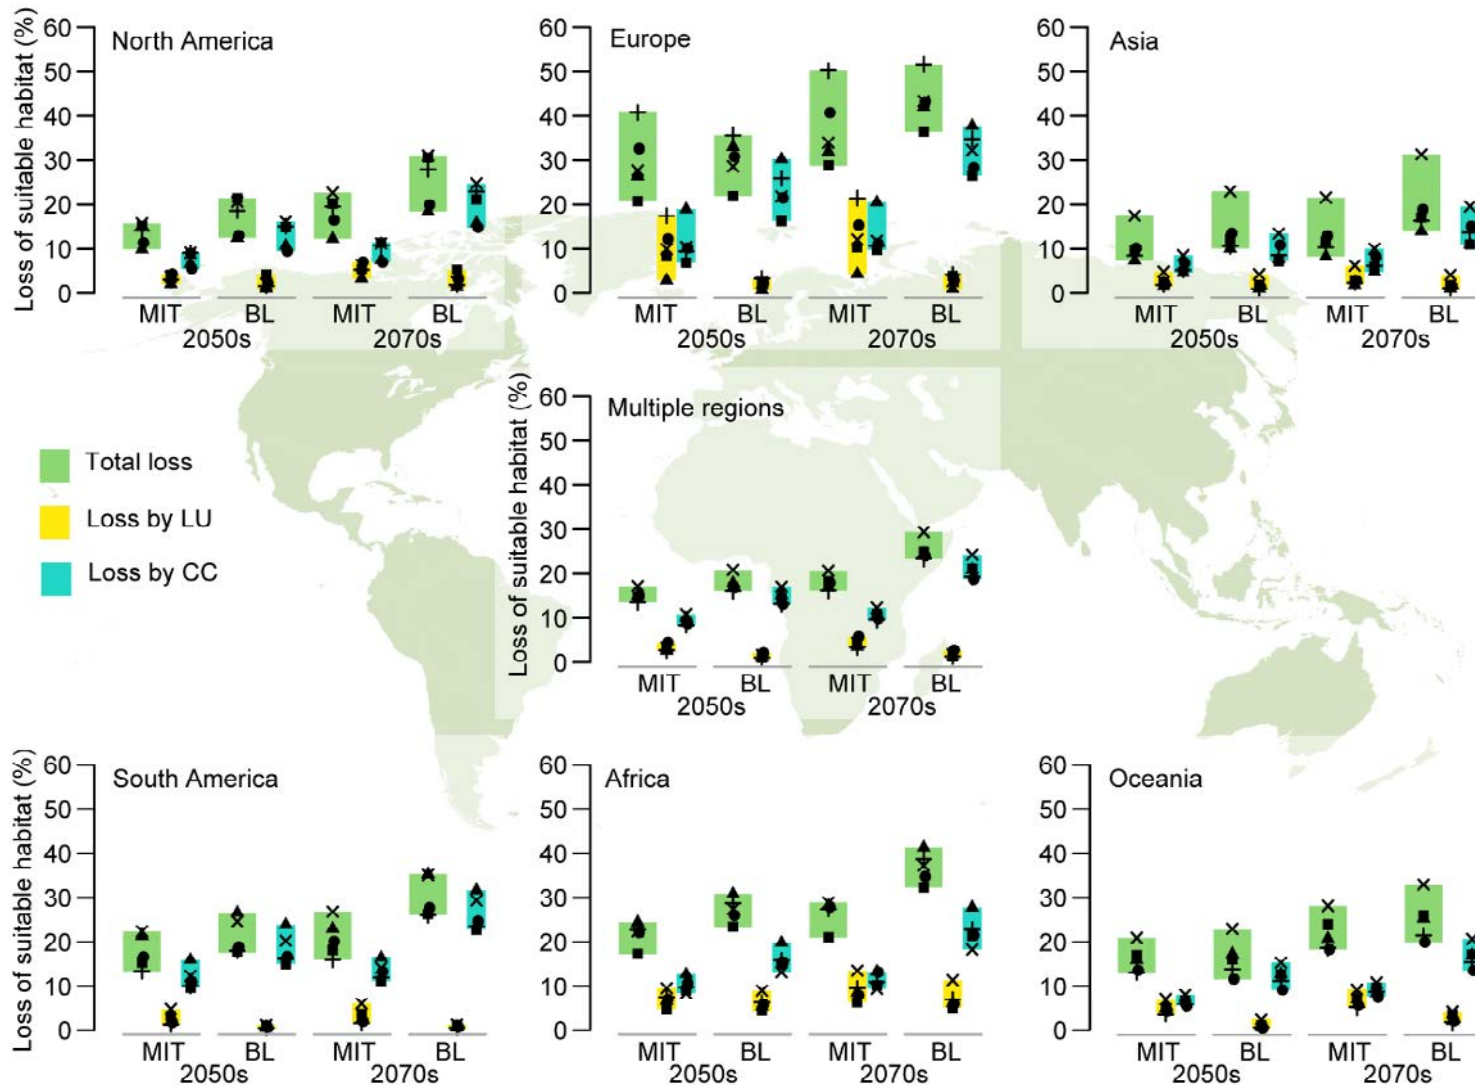 Loss of suitable habitat (%)
60
50
40
30
20
10
0
North America
MIT BL MIT BL
2050s 2070s
60
50
40
30
20
10
0
Europe
MIT BL MIT BL
2050s 2070s
60
50
40
30
20
10
0
Asia
MIT BL MIT BL
2050s 2070s
Total loss
Loss by LU
Loss by CC
Loss of suitable habitat (%)
60
50
40
30
20
10
0
Multiple regions
MIT BL MIT BL
2050s 2070s
Loss of suitable habitat (%)
60
50
40
30
20
10
0
South America
MIT BL MIT BL
2050s 2070s
60
50
40
30
20
10
0
Africa
MIT BL MIT BL
2050s 2070s
60
50
40
30
20
10
0
Oceania
MIT BL MIT BL
2050s 2070s